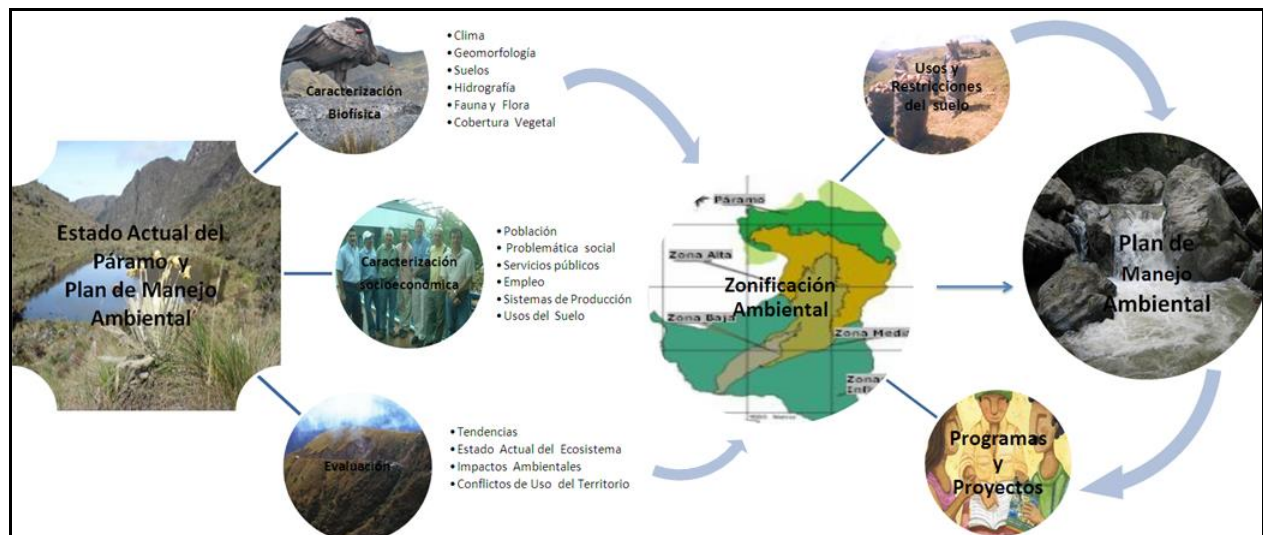 Estado Actual del
Páramo y
Plan de Manejo
Ambiental
Caracterización
Biofísica
• Clima
• Geomorfología
• Suelos
• Hidrografía
• Fauna y Flora
• Cobertura Vegetal
Caracterización
socioeconómica
• Población
• Problemática social
• Servicios públicos
• Empleo
• Sistemas de Producción
• Usos del Suelo
Evaluación
• Tendencias
• Estado Actual del Ecosistema
• Impactos Ambientales
• Conflictos de Uso del Territorio
Páramo
Zona Alta
Zonificación
Ambiental
Zona Baja
Zona Media
Zona
Usos y
Restricciones
del suelo
Plan de
Manejo
Ambiental
Programas
y
Proyectos